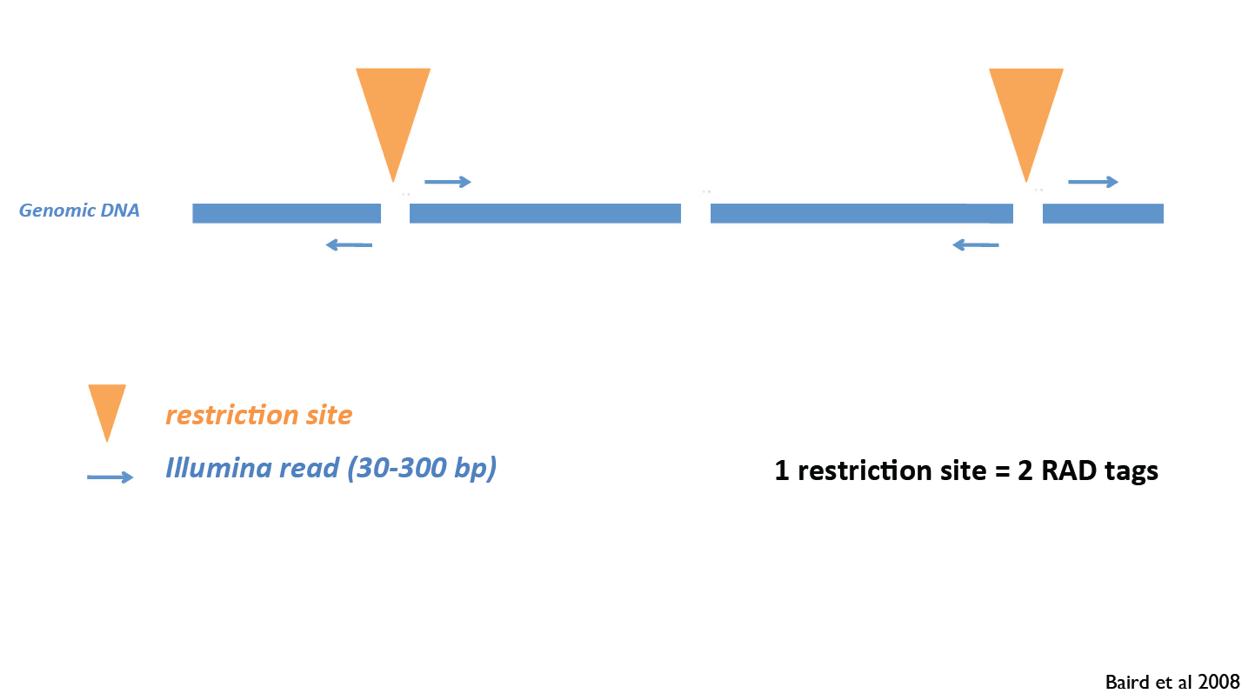 Genomic DNA
restriction site
Illumina read (30-300 bp)
1 restriction site = 2 RAD tags
Baird et al 2008